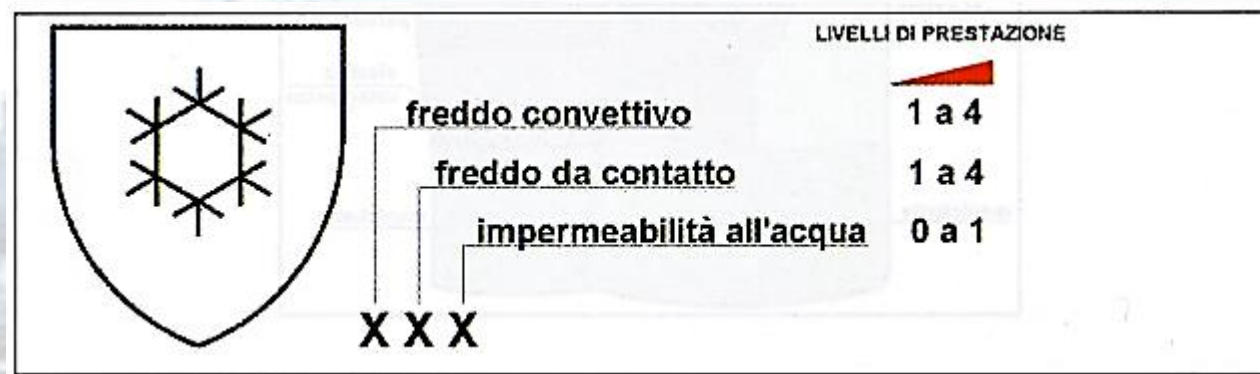 LIVELLI DI PRESTAZIONE
freddo convettivo 1 a 4
freddo da contatto 1 a 4
impermeabilità all'acqua 0 a 1
X X X